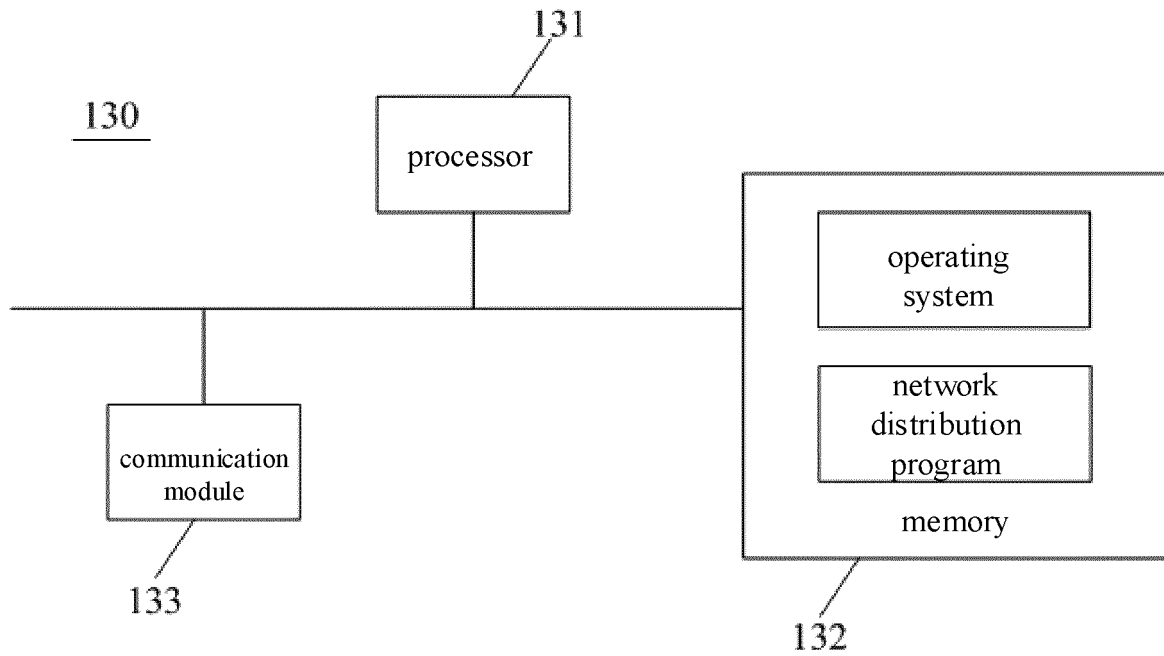 131
130
processor
operating
system
network
distribution
program
memory
communication
module
133
132